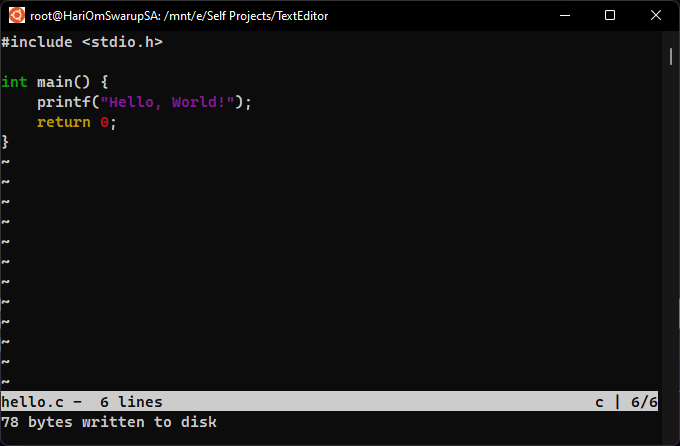 root@HariOmSwarupSA: /mnt/e/Self Projects/TextEditor
#include <stdio.h>

int main() {
    printf("Hello, World!");
    return 0;
}
~
~
~
~
~
~
~
~
~
~
~
~
hello.c - 6 lines c | 6/6
78 bytes written to disk